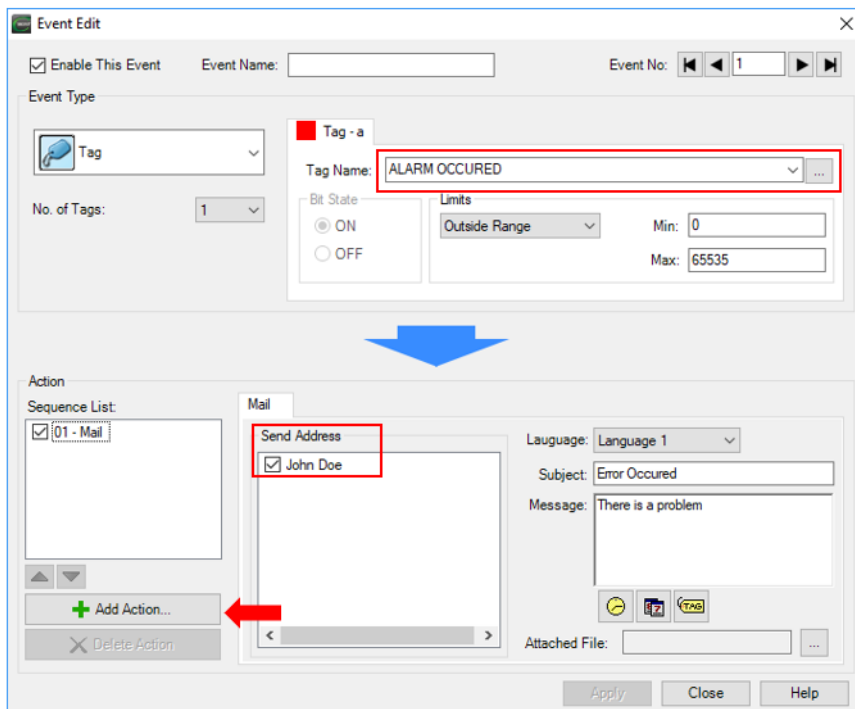 Event Edit
Enable This Event Event Name: Event No: 1
Event Type
Tag
Tag - a
Tag Name: ALARM OCCURED ...
No. of Tags: 1
Bit State
ON
OFF
Limits
Outside Range Min: 0
Max: 65535
Action
Sequence List:
01 - Mail
Add Action...
Delete Action
Mail
Send Address
John Doe
Lauguage: Language 1
Subject: Error Occured
Message: There is a problem
TAG
Attached File: ...
Apply Close Help